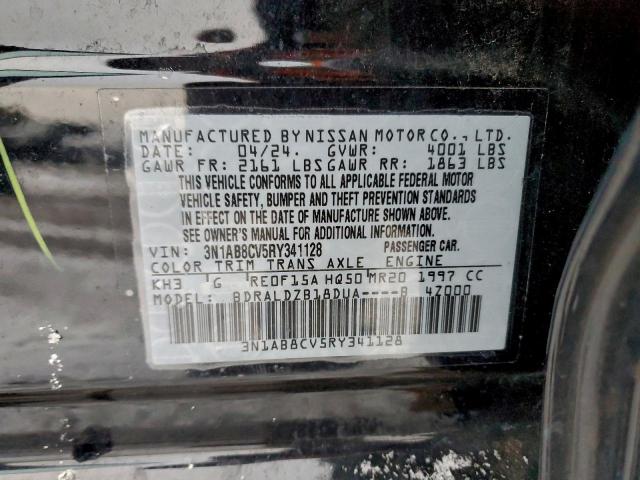 MANUFACTURED BY NISSAN MOTOR CO., LTD.
DATE: 04/24. GVWR: 4001 LBS
GAWR FR: 2161 LBS GAWR RR: 1863 LBS
THIS VEHICLE CONFORMS TO ALL APPLICABLE FEDERAL MOTOR
VEHICLE SAFETY, BUMPER AND THEFT PREVENTION STANDARDS
IN EFFECT ON THE DATE OF MANUFACTURE SHOWN ABOVE.
SEE OWNER'S MANUAL FOR ADDITIONAL INFORMATION.
VIN: 3N1AB8CV5RY341128 PASSENGER CAR.
COLOR TRIM TRANS AXLE ENGINE
KH3 G RE0F15A HQ50 MR20 1997 CC
MODEL: BDRALDZB18DUA----B 47000
3N1AB8CV5RY341128